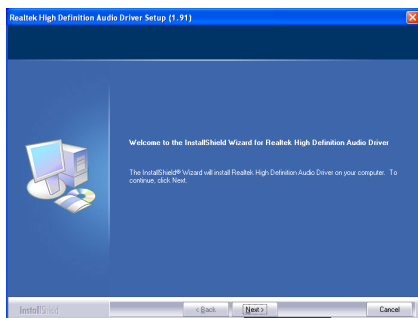 Realtek High Definition Audio Driver Setup (1.91)
Welcome to the InstallShield Wizard for Realtek High Definition Audio Driver
The InstallShield® Wizard will install Realtek High Definition Audio Driver on your computer. To
continue, click Next.
InstallShield
< Back
Next >
Cancel